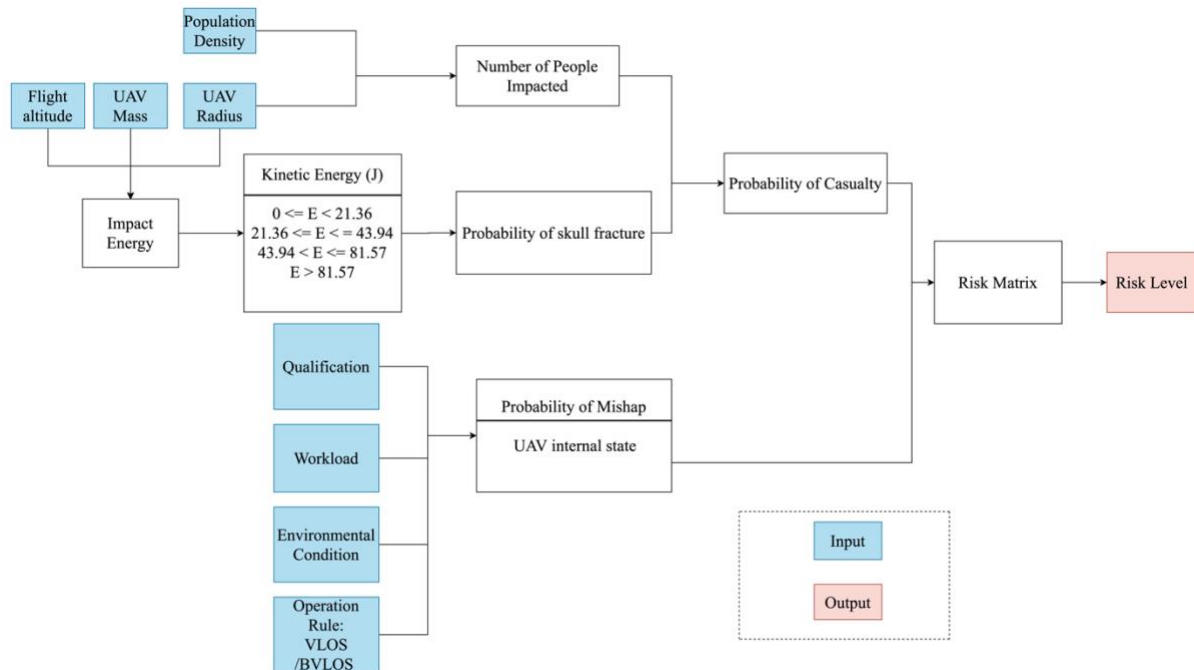 Population
Density
Flight
altitude
UAV
Mass
UAV
Radius
Number of People
Impacted
Impact
Energy
Kinetic Energy (J)
0 <= E < 21.36
21.36 <= E < = 43.94
43.94 < E <= 81.57
E > 81.57
Probability of skull fracture
Probability of Casualty
Risk Matrix
Risk Level
Qualification
Workload
Environmental
Condition
Operation
Rule:
VLOS
/BVLOS
Probability of Mishap
UAV internal state
Input
Output